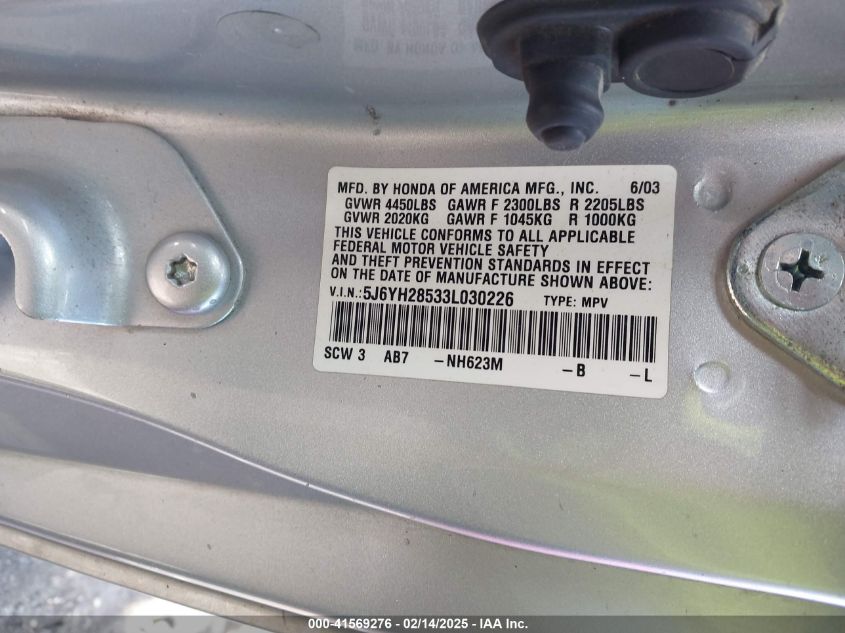 MFD. BY HONDA OF AMERICA MFG., INC. 6/03
GVWR 4450LBS GAWR F 2300LBS R 2205LBS
GVWR 2020KG GAWR F 1045KG R 1000KG
THIS VEHICLE CONFORMS TO ALL APPLICABLE
FEDERAL MOTOR VEHICLE SAFETY
AND THEFT PREVENTION STANDARDS IN EFFECT
ON THE DATE OF MANUFACTURE SHOWN ABOVE:
V.I.N.: 5J6YH28533L030226 TYPE: MPV
SCW 3 AB7 -NH623M -B -L
000-41569276 - 02/14/2025 - IAA Inc.